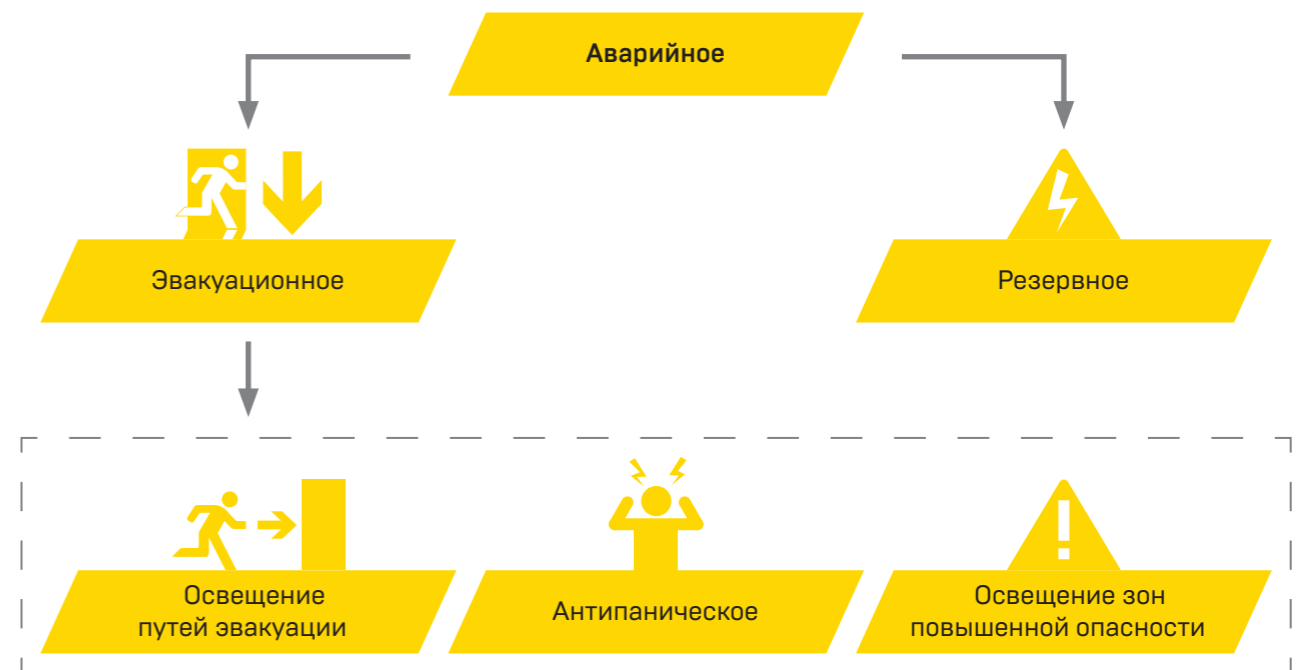 Аварийное
Эвакуационное
Резервное
Освещение
путей эвакуации
Антипаническое
Освещение зон
повышенной опасности